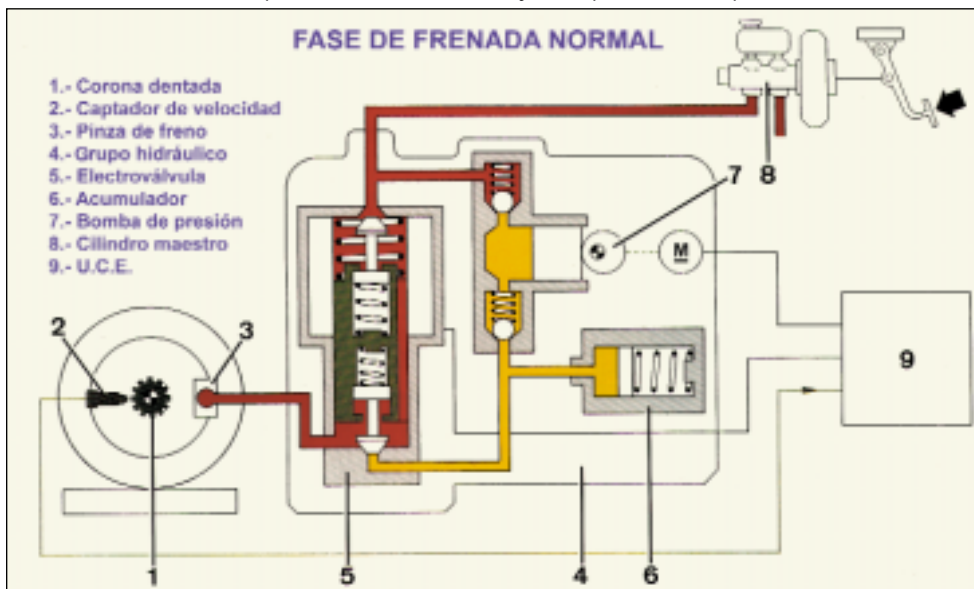 FASE DE FRENADA NORMAL
1.- Corona dentada
2.- Captador de velocidad
3.- Pinza de freno
4.- Grupo hidráulico
5.- Electroválvula
6.- Acumulador
7.- Bomba de presión
8.- Cilindro maestro
9.- U.C.E.
7
8
M
2
3
9
1
5
4
6